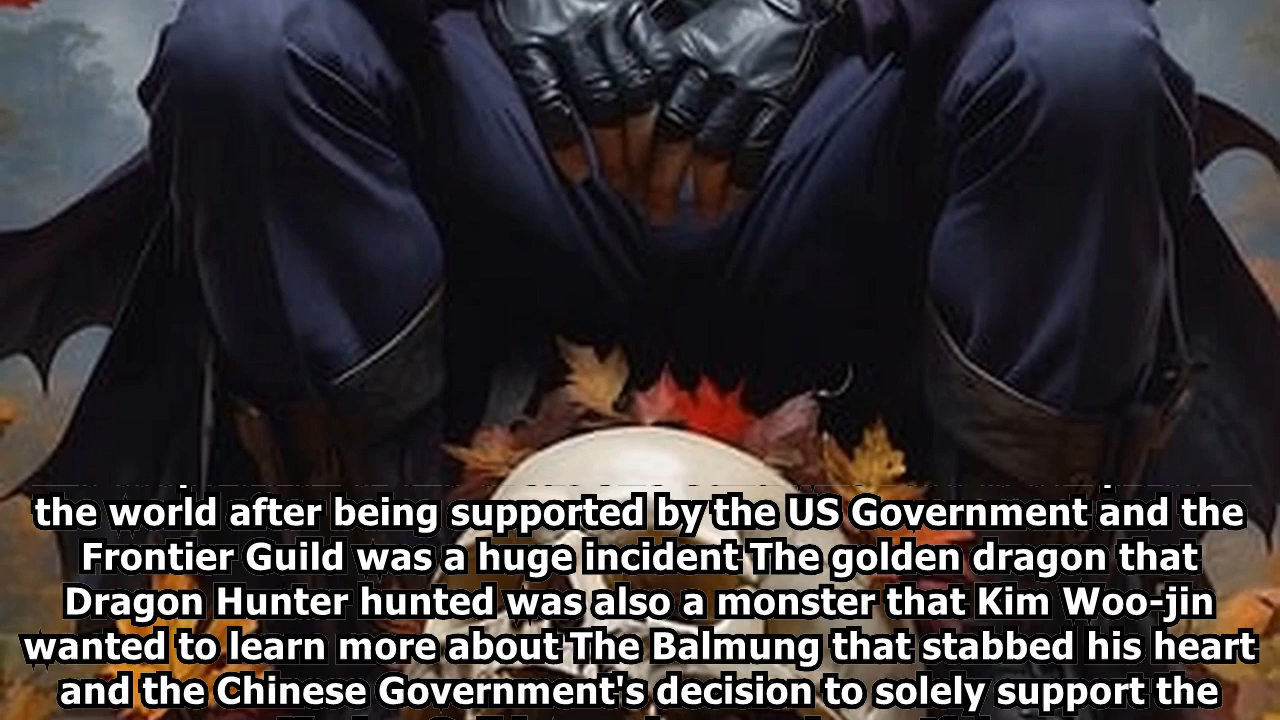 the world after being supported by the US Government and the
Frontier Guild was a huge incident The golden dragon that
Dragon Hunter hunted was also a monster that Kim Woo-jin
wanted to learn more about The Balmung that stabbed his heart
and the Chinese Government's decision to solely support the